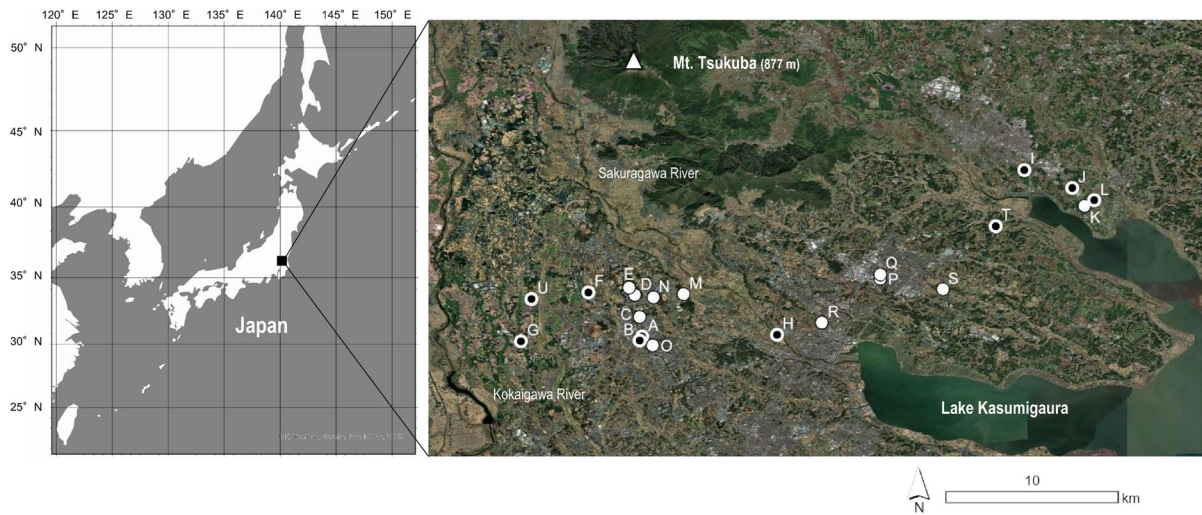 120° E 125° E 130° E 135° E 140° E 145° E 150° E
50° N
45° N
40° N
35° N
30° N
25° N
Japan
Mt. Tsukuba (877 m)
Sakuragawa River
I
J
L
K
T
Q
P
S
E
D
N
M
F
U
C
R
B
A
H
G
O
Kokaigawa River
Lake Kasumigaura
N
10
km